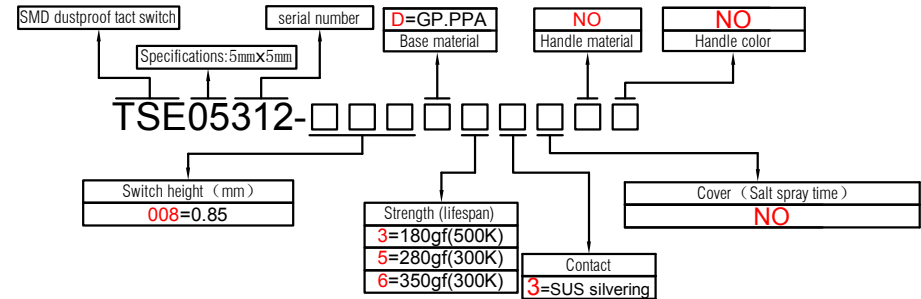 SMD dustproof tact switch
serial number
D=GP.PPA
Base material
NO
Handle material
NO
Handle color
Specifications:5mmx5mm
TSE05312-□□□□□□□□□
Switch height（mm）
008=0.85
Strength (lifespan)
3=180gf(500K)
5=280gf(300K)
6=350gf(300K)
Contact
3=SUS silvering
Cover（Salt spray time）
NO